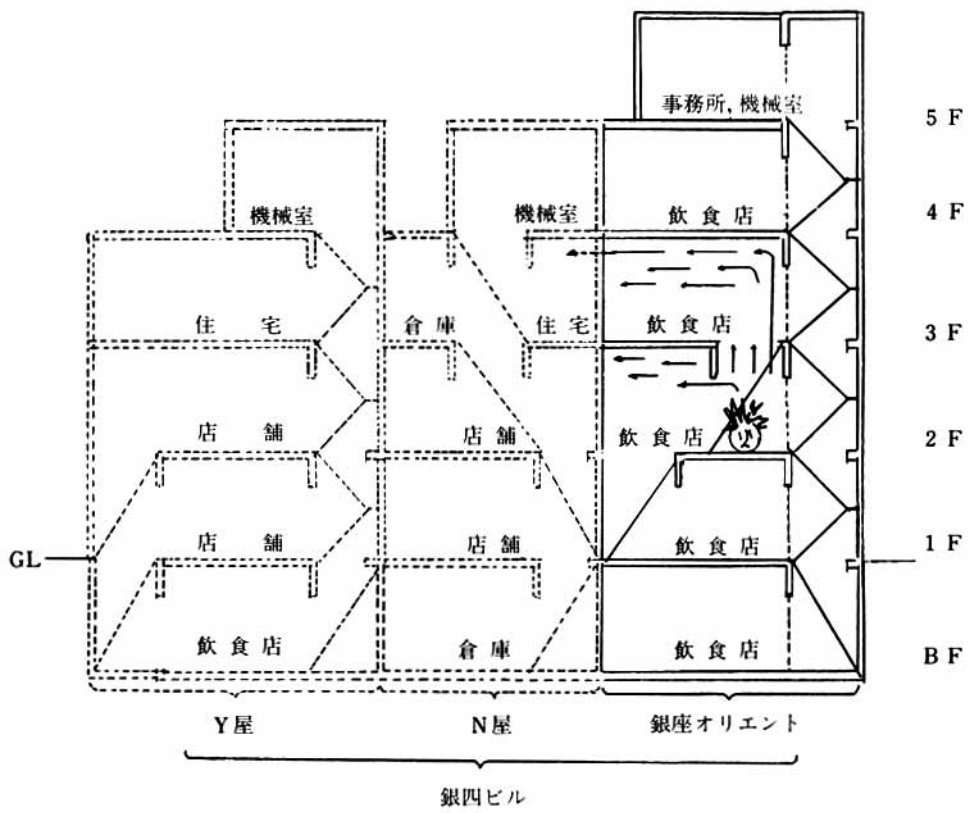 事務所,機械室
5 F
機械室
機械室
飲食店
4 F
住宅
倉庫
住宅
飲食店
3 F
店舗
店舗
飲食店
2 F
GL
店舗
店舗
飲食店
1 F
飲食店
倉庫
飲食店
B F
Y屋
N屋
銀座オリエント
銀四ビル